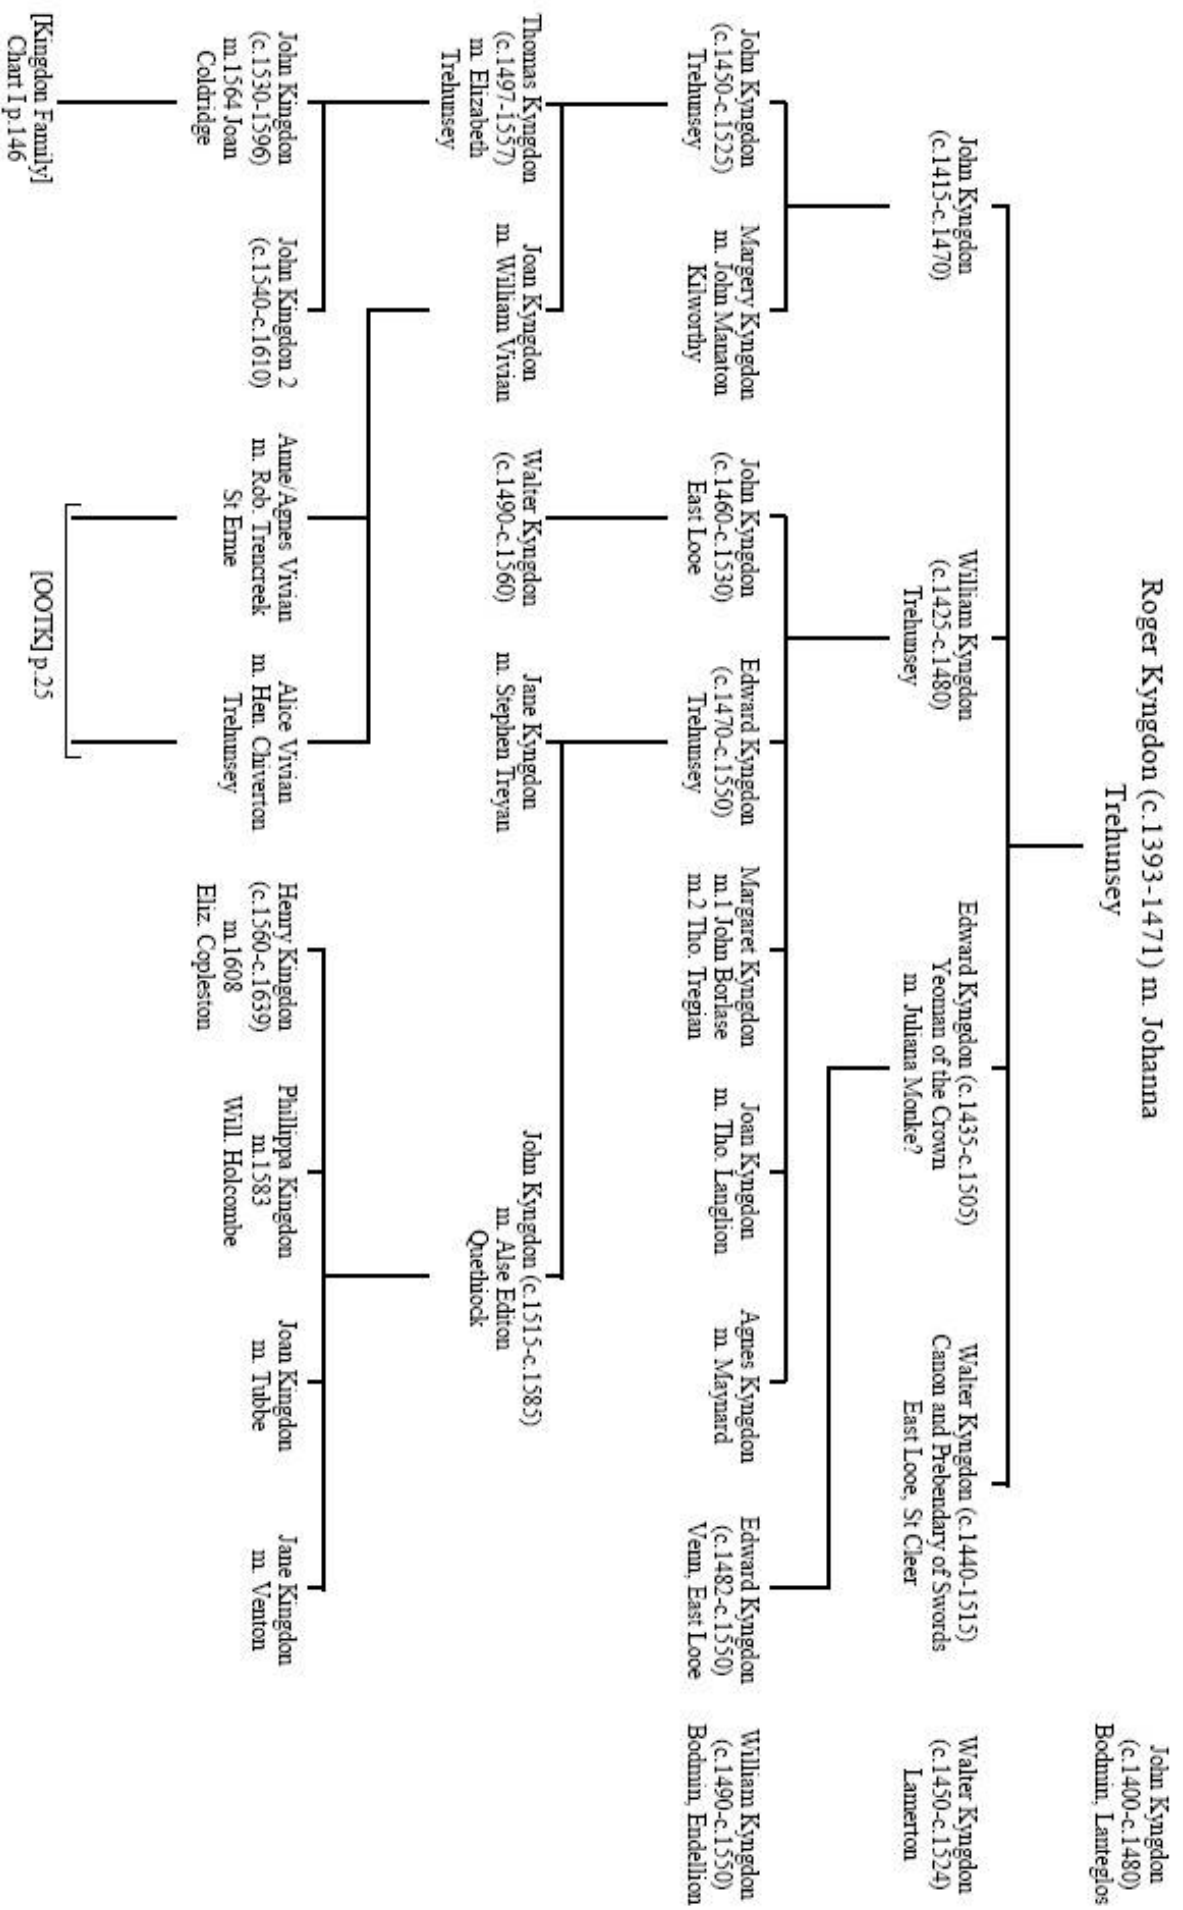 Roger Kyngdon (c.1393-1471) m. Johanna
Trehunsey
John Kyngdon
(c.1400-c.1480)
Bodmin, Lanteglos
John Kyngdon
(c.1415-c.1470)
William Kyngdon
(c.1425-c.1480)
Trehunsey
Edward Kyngdon (c.1435-c.1505)
Yeoman of the Crown
m. Juliana Monke?
Walter Kyngdon (c.1440-1515)
Canon and Prebendary of Swords
East Looe, St Cleer
Walter Kyngdon
(c.1450-c.1524)
Lamerton
John Kyngdon
(c.1450-c.1525)
Trehunsey
Margery Kyngdon
m. John Manaton
Kilworthy
John Kyngdon
(c.1460-c.1530)
East Looe
Edward Kyngdon
(c.1470-c.1550)
Trehunsey
Margaret Kyngdon
m.1 John Borlase
m.2 Tho. Tregian
Joan Kyngdon
m. Tho. Langlion
Agnes Kyngdon
m. Maynard
Edward Kyngdon
(c.1482-c.1550)
Venn, East Looe
William Kyngdon
(c.1490-c.1550)
Bodmin, Endellion
Thomas Kyngdon
(c.1497-1557)
m. Elizabeth
Trehunsey
Joan Kyngdon
m. William Vivian
Walter Kyngdon
(c.1490-c.1560)
Jane Kyngdon
m. Stephen Treyan
John Kyngdon (c.1515-c.1585)
m. Alse Editon
Quethiock
John Kingdon
(c.1530-1596)
m.1564 Joan
Coldridge
John Kingdon 2
(c.1540-c.1610)
Anne/Agnes Vivian
m. Rob. Trencreek
St Erme
Alice Vivian
m. Hen. Chiverton
Trehunsey
Henry Kingdon
(c.1560-c.1639)
m.1608
Eliz. Copleston
Phillippa Kingdon
m.1583
Will. Holcombe
Joan Kingdon
m. Tubbe
Jane Kingdon
m. Venton
[Kingdon Family]
Chart I p.146
[OOTK] p.25